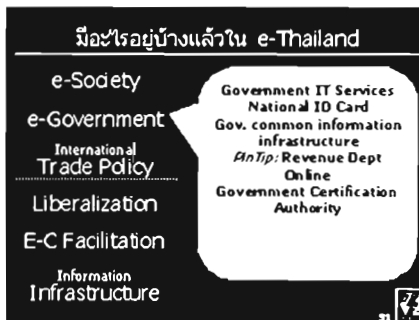 มีอะไรอยู่บ้างแล้วใน e-Thailand
e-Society
e-Government
International
Trade Policy
Liberalization
E-C Facilitation
Information
Infrastructure
Government IT Services
National ID Card
Gov. common information
infrastructure
PinTip: Revenue Dept
Online
Government Certification
Authority